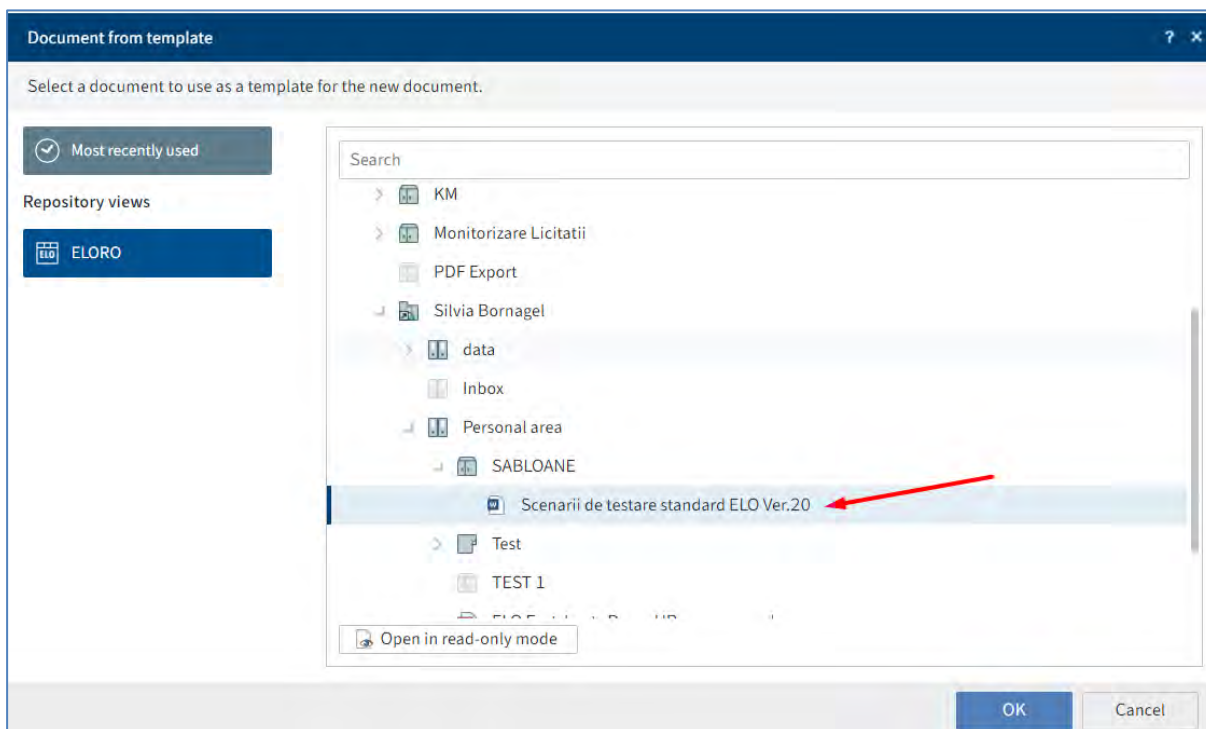 Document from template
? ×
Select a document to use as a template for the new document.
Most recently used
Repository views
ELO ELORO
Search
KM
Monitorizare Licitatii
PDF Export
Silvia Bornagel
data
Inbox
Personal area
SABLOANE
W Scenarii de testare standard ELO Ver.20
Test
TEST 1
Open in read-only mode
OK
Cancel